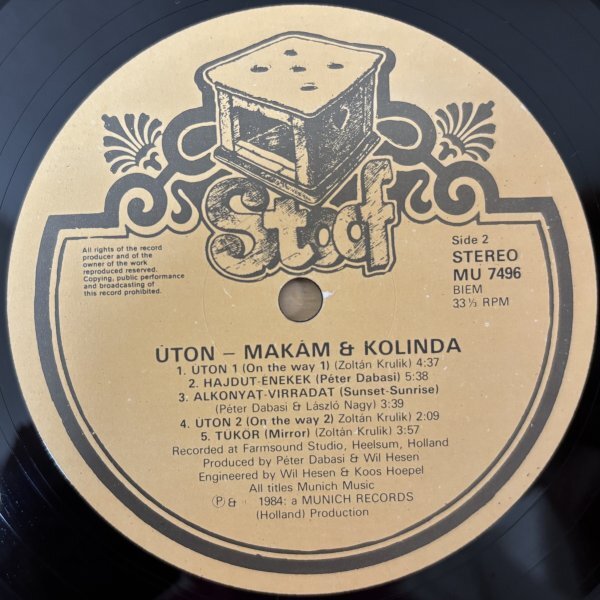 Stoof
All rights of the record
producer and of the
owner of the work
reproduced reserved.
Copying, public performance
and broadcasting of
this record prohibited.
Side 2
STEREO
MU 7496
BIEM
33⅓ RPM
ÚTON – MAKÁM & KOLINDA
1. ÚTON 1 (On the way 1) (Zoltán Krulik) 4:37
2. HAJDUT-ENEKEK (Péter Dabasi) 5:38
3. ALKONYAT-VIRRADAT (Sunset-Sunrise)
(Péter Dabasi & László Nagy) 3:39
4. ÚTON 2 (On the way 2) Zoltán Krulik) 2:09
5. TÜKÖR (Mirror) (Zoltán Krulik) 3:57
Recorded at Farmsound Studio, Heelsum, Holland
Produced by Péter Dabasi & Wil Hesen
Engineered by Wil Hesen & Koos Hoepel
All titles Munich Music
℗ & 1984: a MUNICH RECORDS
(Holland) Production